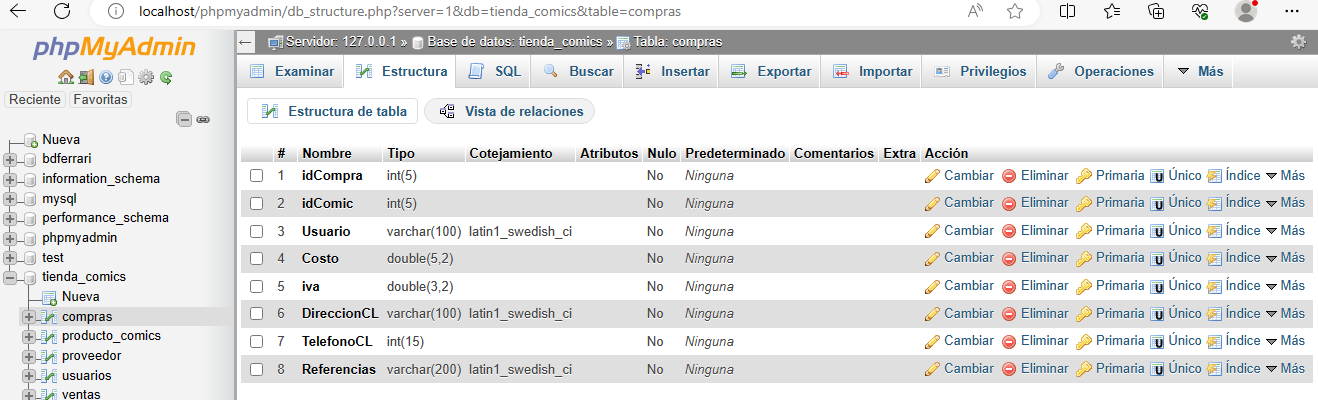 localhost/phpmyadmin/db_structure.php?server=1&db=tienda_comics&table=compras
phpMyAdmin
Reciente Favoritas
Nueva
bdferrari
information_schema
mysql
performance_schema
phpmyadmin
test
tienda_comics
Nueva
compras
producto_comics
proveedor
usuarios
ventas
Servidor: 127.0.0.1 » Base de datos: tienda_comics » Tabla: compras
Examinar Estructura SQL Buscar Insertar Exportar Importar Privilegios Operaciones Más
Estructura de tabla Vista de relaciones
# Nombre Tipo Cotejamiento Atributos Nulo Predeterminado Comentarios Extra Acción
1 idCompra int(5) No Ninguna Cambiar Eliminar Primaria Único Índice Más
2 idComic int(5) No Ninguna Cambiar Eliminar Primaria Único Índice Más
3 Usuario varchar(100) latin1_swedish_ci No Ninguna Cambiar Eliminar Primaria Único Índice Más
4 Costo double(5,2) No Ninguna Cambiar Eliminar Primaria Único Índice Más
5 iva double(3,2) No Ninguna Cambiar Eliminar Primaria Único Índice Más
6 DireccionCL varchar(100) latin1_swedish_ci No Ninguna Cambiar Eliminar Primaria Único Índice Más
7 TelefonoCL int(15) No Ninguna Cambiar Eliminar Primaria Único Índice Más
8 Referencias varchar(200) latin1_swedish_ci No Ninguna Cambiar Eliminar Primaria Único Índice Más